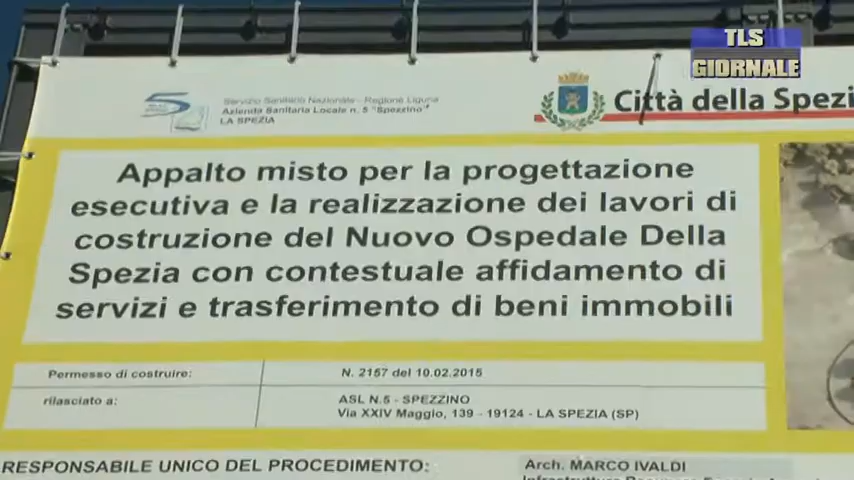 TLS
GIORNALE
Servizio Sanitario Nazionale - Regione Liguria
Azienda Sanitaria Locale n. 5 "Spezzino"
LA SPEZIA
Città della Spezi
Appalto misto per la progettazione
esecutiva e la realizzazione dei lavori di
costruzione del Nuovo Ospedale Della
Spezia con contestuale affidamento di
servizi e trasferimento di beni immobili
Permesso di costruire: N. 2157 del 10.02.2015
rilasciato a: ASL N.5 - SPEZZINO
Via XXIV Maggio, 139 - 19124 - LA SPEZIA (SP)
RESPONSABILE UNICO DEL PROCEDIMENTO: Arch. MARCO IVALDI